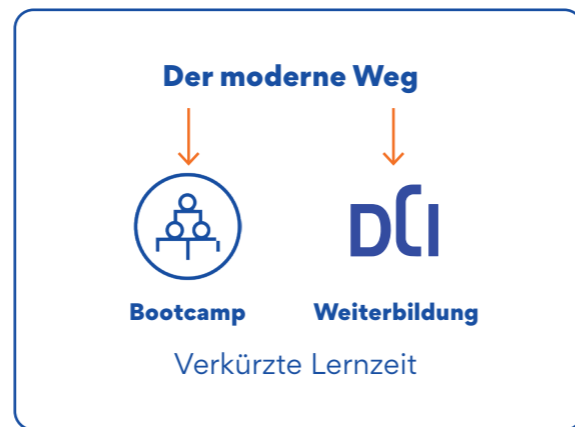 Der moderne Weg
DCI
Bootcamp Weiterbildung
Verkürzte Lernzeit